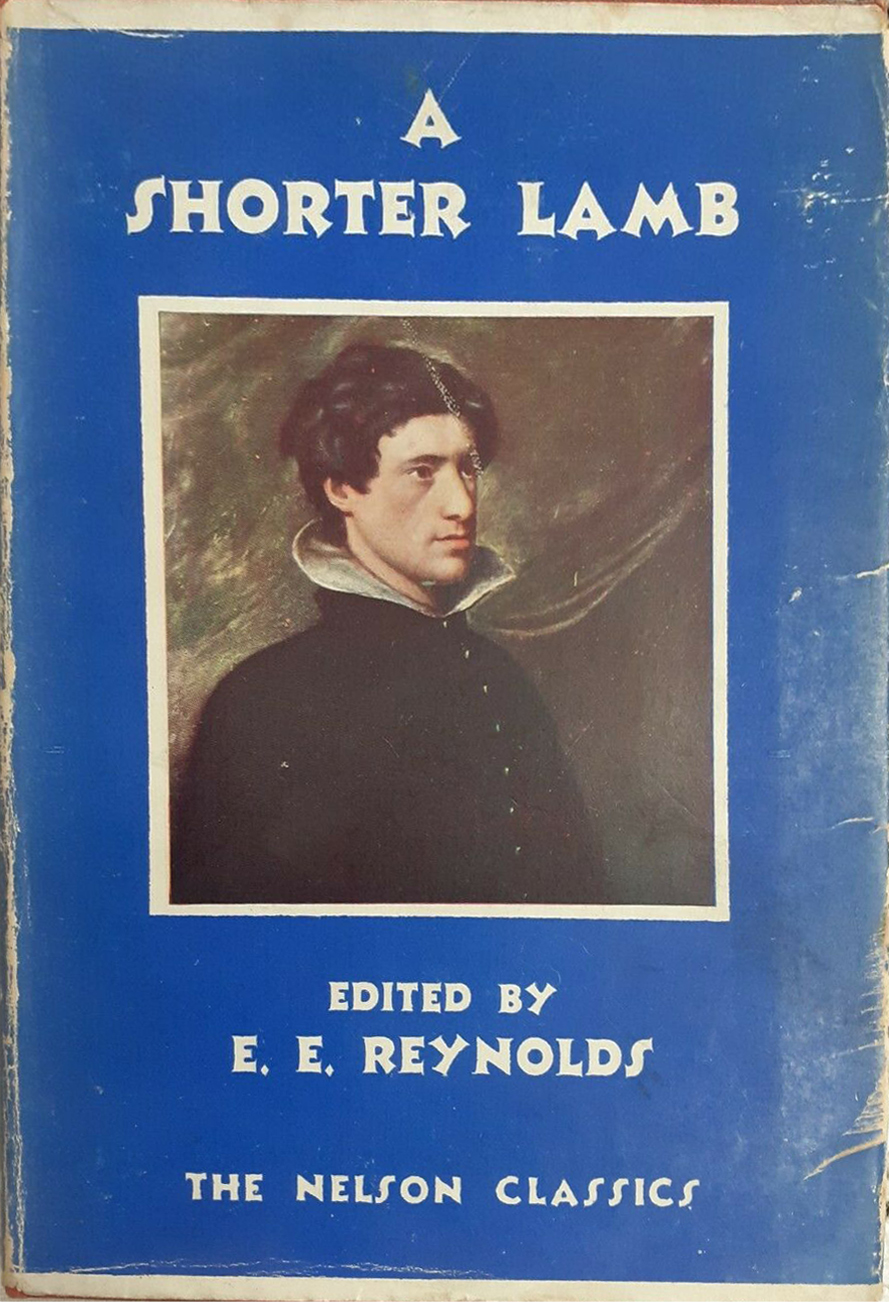 A
SHORTER LAMB
EDITED BY
E. E. REYNOLDS
THE NELSON CLASSICS